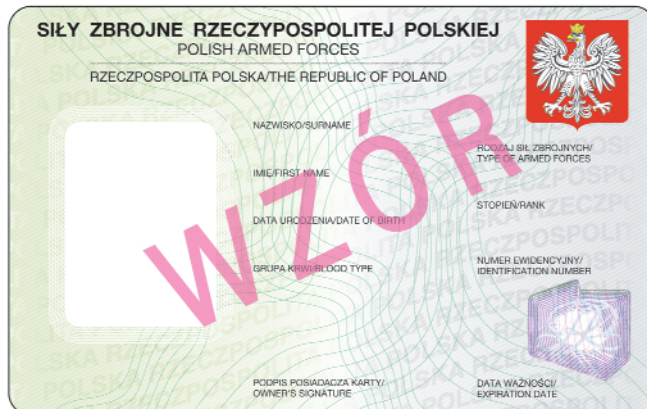 SIŁY ZBROJNE RZECZYPOSPOLITEJ POLSKIEJ
POLISH ARMED FORCES
RZECZPOSPOLITA POLSKA/THE REPUBLIC OF POLAND
NAZWISKO/SURNAME
RODZAJ SIŁ ZBROJNYCH/
TYPE OF ARMED FORCES
IMIĘ/FIRST NAME
STOPIEŃ/RANK
DATA URODZENIA/DATE OF BIRTH
GRUPA KRWI/BLOOD TYPE
NUMER EWIDENCYJNY/
IDENTIFICATION NUMBER
PODPIS POSIADACZA KARTY/
OWNER'S SIGNATURE
DATA WAŻNOŚCI/
EXPIRATION DATE
WZÓR